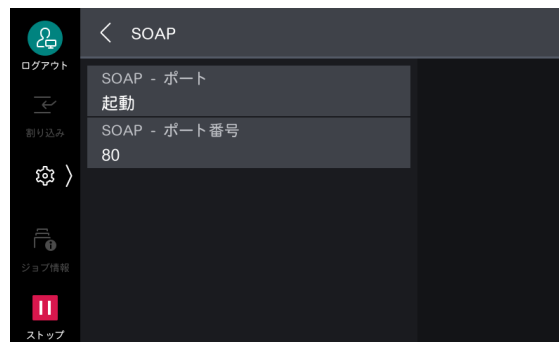 SOAP
ログアウト
SOAP - ポート
起動
割り込み
SOAP - ポート番号
80
ジョブ情報
ストップ